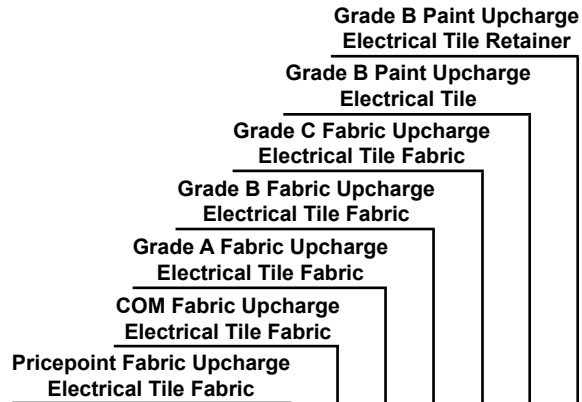 Grade B Paint Upcharge
Electrical Tile Retainer
Grade B Paint Upcharge
Electrical Tile
Grade C Fabric Upcharge
Electrical Tile Fabric
Grade B Fabric Upcharge
Electrical Tile Fabric
Grade A Fabric Upcharge
Electrical Tile Fabric
COM Fabric Upcharge
Electrical Tile Fabric
Pricepoint Fabric Upcharge
Electrical Tile Fabric